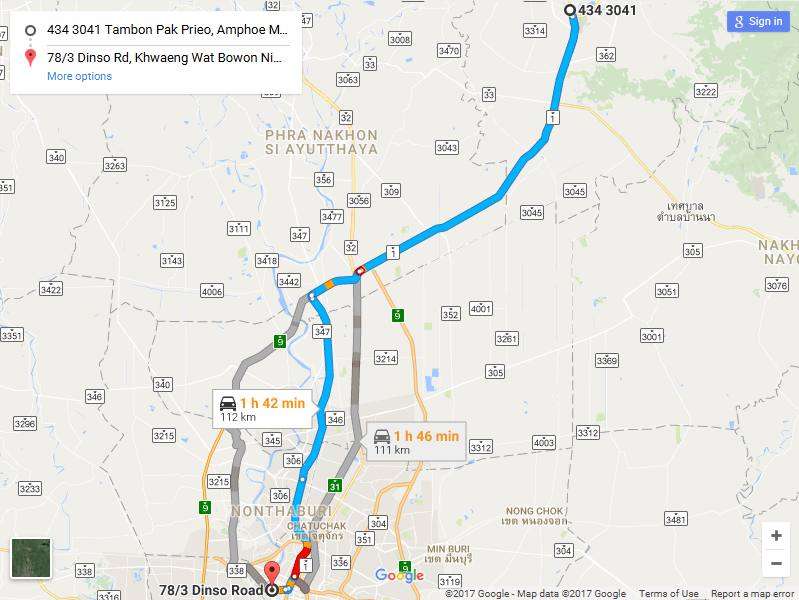 434 3041 Tambon Pak Prieo, Amphoe M...
78/3 Dinso Rd, Khwaeng Wat Bowon Ni...
More options
Sign in
434 3041
3314
362
3008
3470
33
3063
33
3222
32
1
PHRA NAKHON
SI AYUTTHAYA
3043
340
3263
351
356
309
3045
3125
3056
3045
เทศบาล
ตำบลบางนา
3477
3111
347
32
1
305
NAKH
NAYO
3143
3418
3442
3422
4006
3051
3076
9
352
4001
347
3351
9
3261
3001
3214
3369
305
340
346
1 h 42 min
112 km
346
3296
3215
345
1 h 46 min
111 km
3312
4003
3312
306
3215
3233
31
306
9
NONTHABURI
NONG CHOK
เขต หนองจอก
3481
CHATUCHAK
เขตจตุจักร
304
351
304
MIN BURI
เขต มีนบุรี
338
338
1
336
9
3119
3316
78/3 Dinso Road
Google
©2017 Google - Map data ©2017 Google
Terms of Use
Report a map error